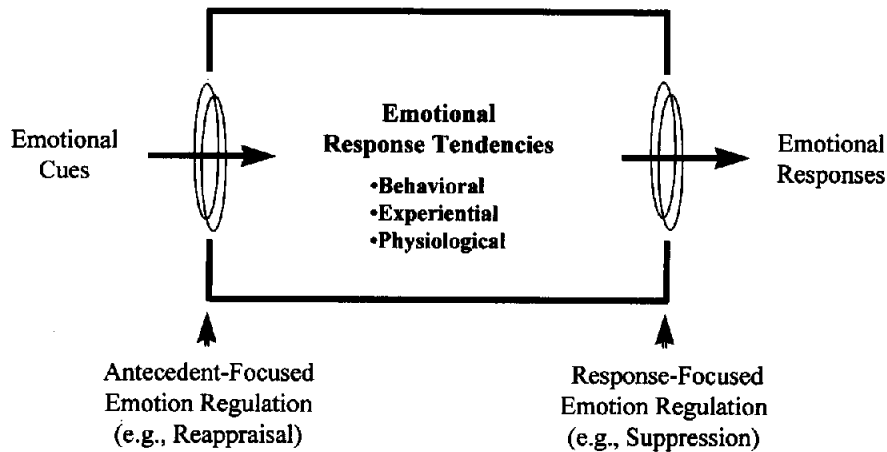 Emotional
Cues
Emotional
Response Tendencies
•Behavioral
•Experiential
•Physiological
Emotional
Responses
Antecedent-Focused
Emotion Regulation
(e.g., Reappraisal)
Response-Focused
Emotion Regulation
(e.g., Suppression)